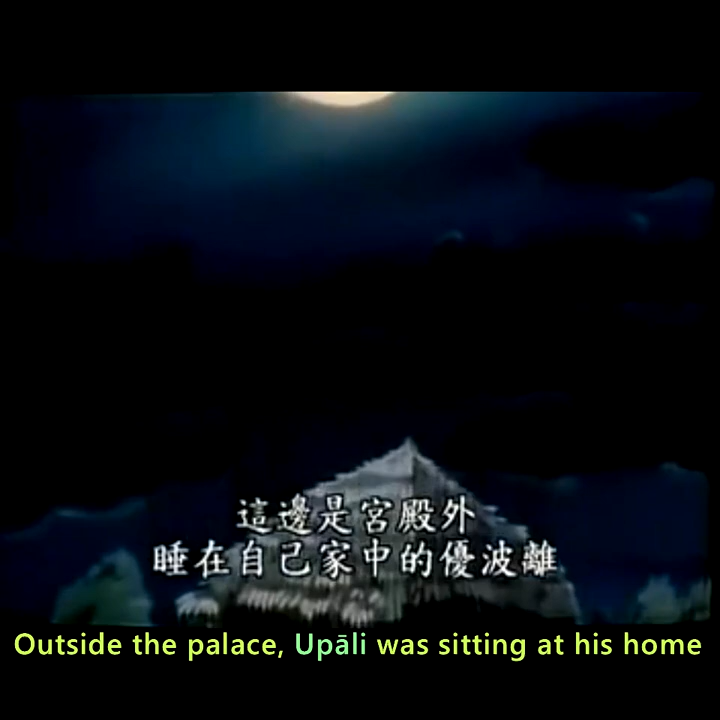 這邊是宮殿外
睡在自己家中的優波離
Outside the palace, Upāli was sitting at his home